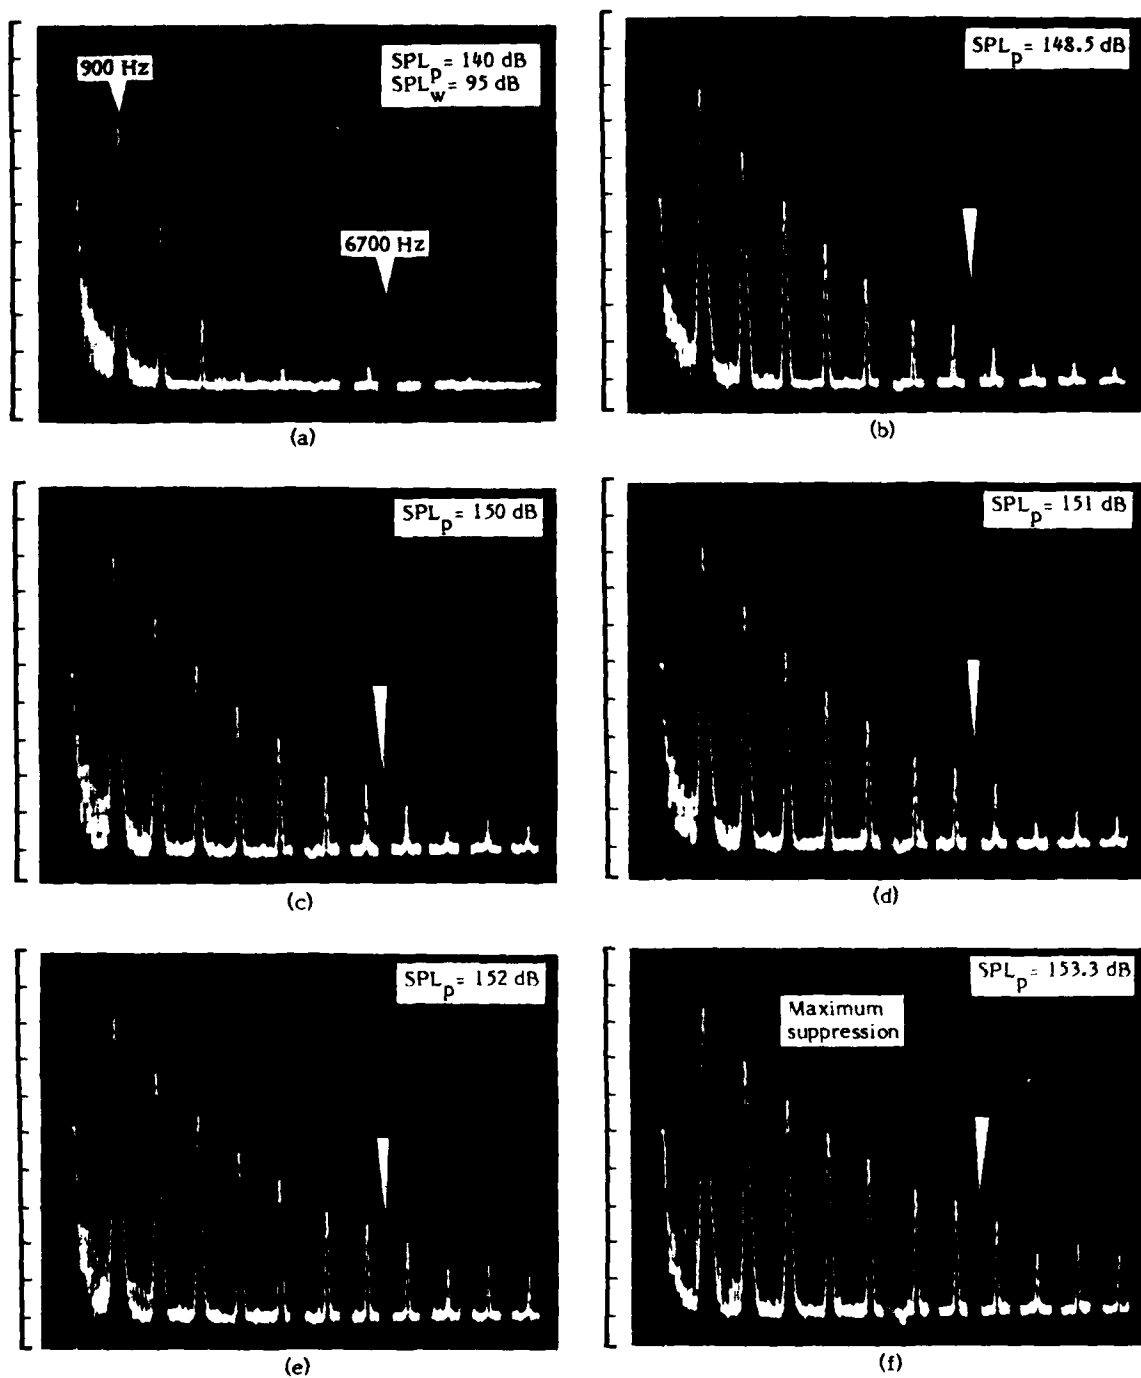 900 Hz
SPLp = 140 dB
SPLw = 95 dB
6700 Hz
(a)
SPLp = 148.5 dB
(b)
SPLp = 150 dB
(c)
SPLp = 151 dB
(d)
SPLp = 152 dB
(e)
SPLp = 153.3 dB
Maximum
suppression
(f)